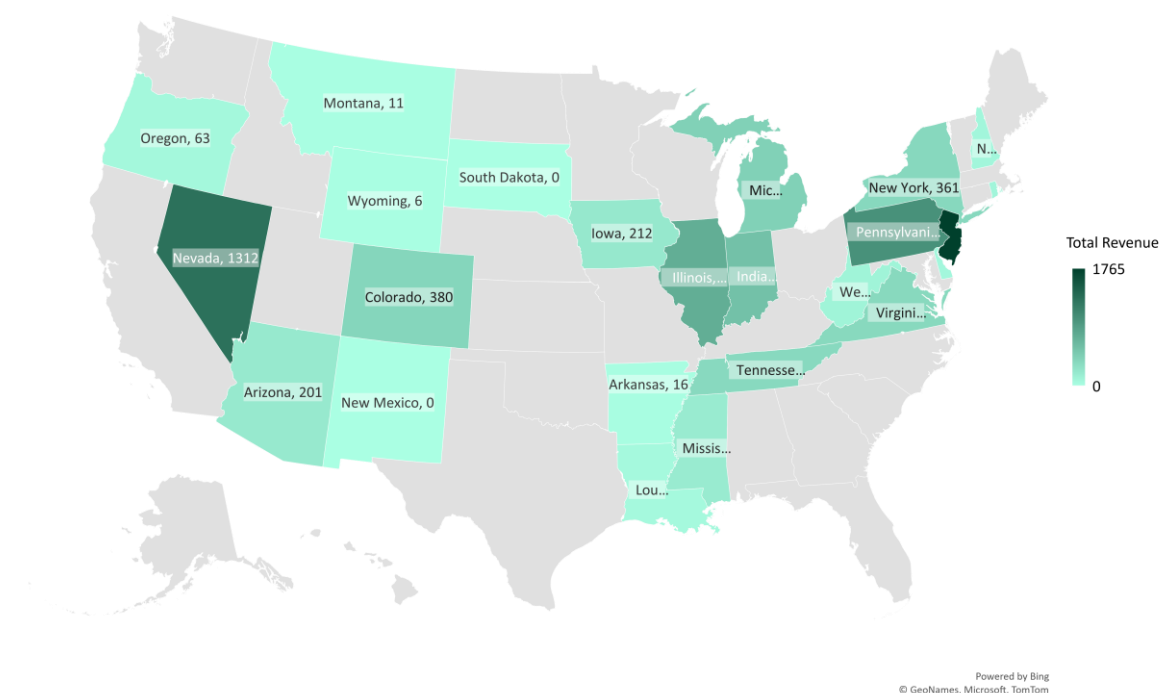 Montana, 11
Oregon, 63
N...
South Dakota, 0
Mic...
New York, 361
Wyoming, 6
Iowa, 212
Pennsylvani...
Total Revenue
Nevada, 1312
1765
Illinois,...
India...
Colorado, 380
We...
Virgini...
Tennesse...
Arkansas, 16
0
Arizona, 201
New Mexico, 0
Missis...
Lou...
Powered by Bing
© GeoNames, Microsoft, TomTom